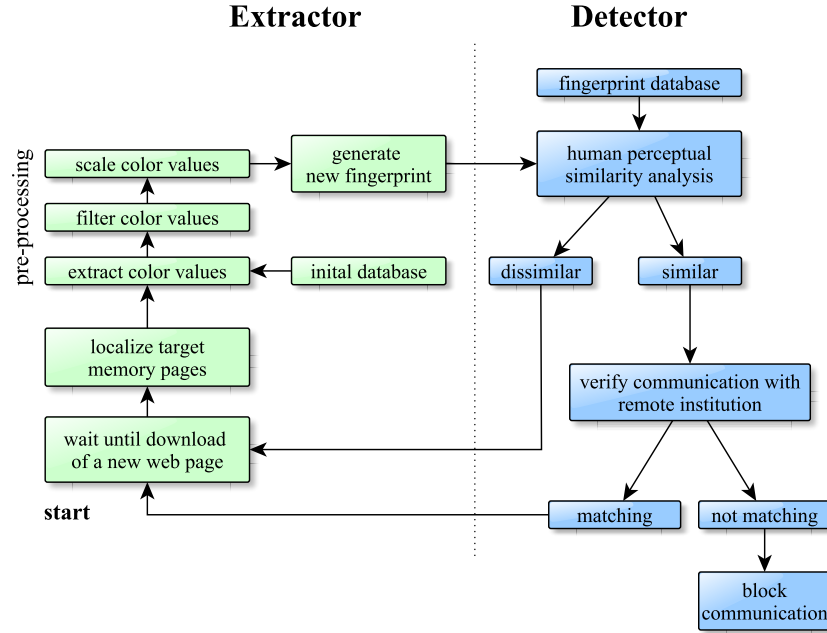 Extractor
Detector
fingerprint database
scale color values
generate
new fingerprint
human perceptual
similarity analysis
pre-processing
filter color values
extract color values
inital database
dissimilar
similar
localize target
memory pages
verify communication with
remote institution
wait until download
of a new web page
start
matching
not matching
block
communication